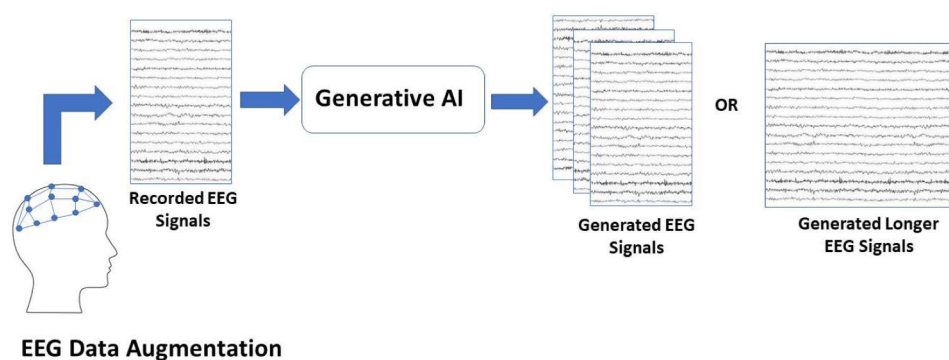 Recorded EEG
Signals
Generative AI
Generated EEG
Signals
OR
Generated Longer
EEG Signals
EEG Data Augmentation